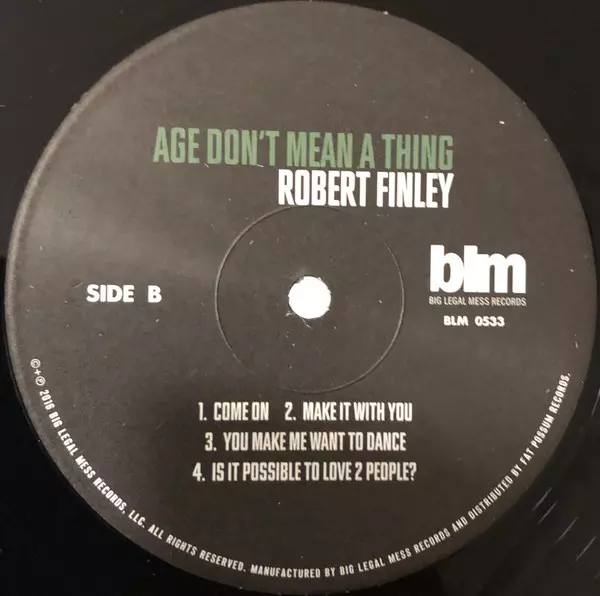 AGE DON'T MEAN A THING
ROBERT FINLEY
SIDE B
blm
BIG LEGAL MESS RECORDS
BLM 0533
1. COME ON 2. MAKE IT WITH YOU
3. YOU MAKE ME WANT TO DANCE
4. IS IT POSSIBLE TO LOVE 2 PEOPLE?
©+℗ 2016 BIG LEGAL MESS RECORDS, LLC. ALL RIGHTS RESERVED. MANUFACTURED BY BIG LEGAL MESS RECORDS AND DISTRIBUTED BY FAT POSSUM RECORDS.